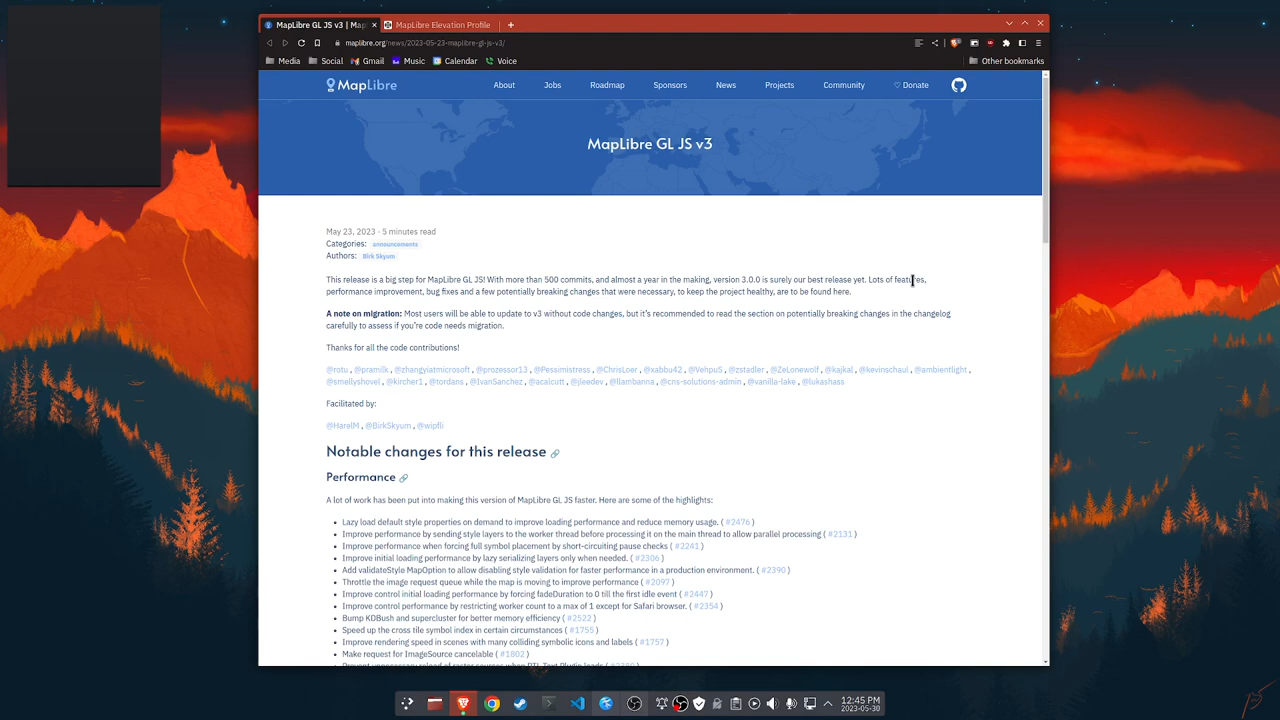 MapLibre GL JS v3 | Map
MapLibre Elevation Profile
maplibre.org/news/2023-05-23-maplibre-gl-js-v3/
Media Social Gmail Music Calendar Voice Other bookmarks
MapLibre About Jobs Roadmap Sponsors News Projects Community ♡ Donate
MapLibre GL JS v3
May 23, 2023 · 5 minutes read
Categories: announcements
Authors: Birk Skyum
This release is a big step for MapLibre GL JS! With more than 500 commits, and almost a year in the making, version 3.0.0 is surely our best release yet. Lots of features,
performance improvement, bug fixes and a few potentially breaking changes that were necessary, to keep the project healthy, are to be found here.
A note on migration: Most users will be able to update to v3 without code changes, but it's recommended to read the section on potentially breaking changes in the changelog
carefully to assess if you're code needs migration.
Thanks for all the code contributions!
@rotu , @pramilk , @zhangyiatmicrosoft , @prozessor13 , @Pessimistress , @ChrisLoer , @xabbu42 , @VehpuS , @zstadler , @ZeLonewolf , @kajkal , @kevinschaul , @ambientlight ,
@smellyshovel , @kircher1 , @tordans , @IvanSanchez , @acalcutt , @jleedev , @llambanna , @cns-solutions-admin , @vanilla-lake , @lukashass
Facilitated by:
@HarelM , @BirkSkyum , @wipfli
Notable changes for this release
Performance
A lot of work has been put into making this version of MapLibre GL JS faster. Here are some of the highlights:
• Lazy load default style properties on demand to improve loading performance and reduce memory usage. ( #2476 )
• Improve performance by sending style layers to the worker thread before processing it on the main thread to allow parallel processing ( #2131 )
• Improve performance when forcing full symbol placement by short-circuiting pause checks ( #2241 )
• Improve initial loading performance by lazy serializing layers only when needed. ( #2306 )
• Add validateStyle MapOption to allow disabling style validation for faster performance in a production environment. ( #2390 )
• Throttle the image request queue while the map is moving to improve performance ( #2097 )
• Improve control initial loading performance by forcing fadeDuration to 0 till the first idle event ( #2447 )
• Improve control performance by restricting worker count to a max of 1 except for Safari browser. ( #2354 )
• Bump KDBush and supercluster for better memory efficiency ( #2522 )
• Speed up the cross tile symbol index in certain circumstances ( #1755 )
• Improve rendering speed in scenes with many colliding symbolic icons and labels ( #1757 )
• Make request for ImageSource cancelable ( #1802 )
12:45 PM
2023-05-30